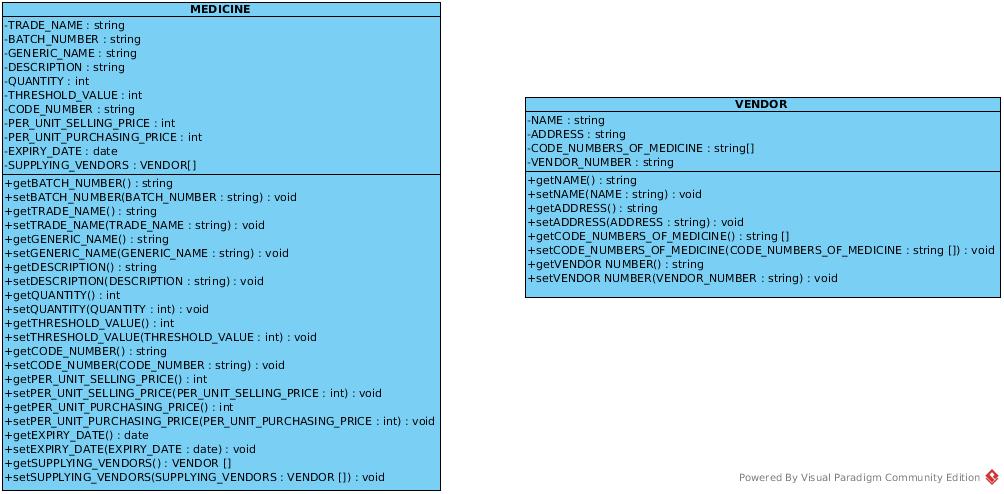 MEDICINE
-TRADE_NAME : string
-BATCH_NUMBER : string
-GENERIC_NAME : string
-DESCRIPTION : string
-QUANTITY : int
-THRESHOLD_VALUE : int
-CODE_NUMBER : string
-PER_UNIT_SELLING_PRICE : int
-PER_UNIT_PURCHASING_PRICE : int
-EXPIRY_DATE : date
-SUPPLYING_VENDORS : VENDOR[]
+getBATCH_NUMBER() : string
+setBATCH_NUMBER(BATCH_NUMBER : string) : void
+getTRADE_NAME() : string
+setTRADE_NAME(TRADE_NAME : string) : void
+getGENERIC_NAME() : string
+setGENERIC_NAME(GENERIC_NAME : string) : void
+getDESCRIPTION() : string
+setDESCRIPTION(DESCRIPTION : string) : void
+getQUANTITY() : int
+setQUANTITY(QUANTITY : int) : void
+getTHRESHOLD_VALUE() : int
+setTHRESHOLD_VALUE(THRESHOLD_VALUE : int) : void
+getCODE_NUMBER() : string
+setCODE_NUMBER(CODE_NUMBER : string) : void
+getPER_UNIT_SELLING_PRICE() : int
+setPER_UNIT_SELLING_PRICE(PER_UNIT_SELLING_PRICE : int) : void
+getPER_UNIT_PURCHASING_PRICE() : int
+setPER_UNIT_PURCHASING_PRICE(PER_UNIT_PURCHASING_PRICE : int) : void
+getEXPIRY_DATE() : date
+setEXPIRY_DATE(EXPIRY_DATE : date) : void
+getSUPPLYING_VENDORS() : VENDOR []
+setSUPPLYING_VENDORS(SUPPLYING_VENDORS : VENDOR []) : void
VENDOR
-NAME : string
-ADDRESS : string
-CODE_NUMBERS_OF_MEDICINE : string[]
-VENDOR_NUMBER : string
+getNAME() : string
+setNAME(NAME : string) : void
+getADDRESS() : string
+setADDRESS(ADDRESS : string) : void
+getCODE_NUMBERS_OF_MEDICINE() : string []
+setCODE_NUMBERS_OF_MEDICINE(CODE_NUMBERS_OF_MEDICINE : string []) : void
+getVENDOR NUMBER() : string
+setVENDOR NUMBER(VENDOR_NUMBER : string) : void
Powered By Visual Paradigm Community Edition